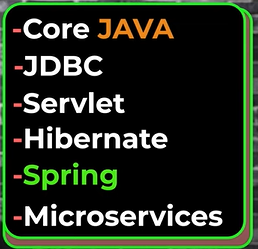 -Core JAVA
-JDBC
-Servlet
-Hibernate
-Spring
-Microservices